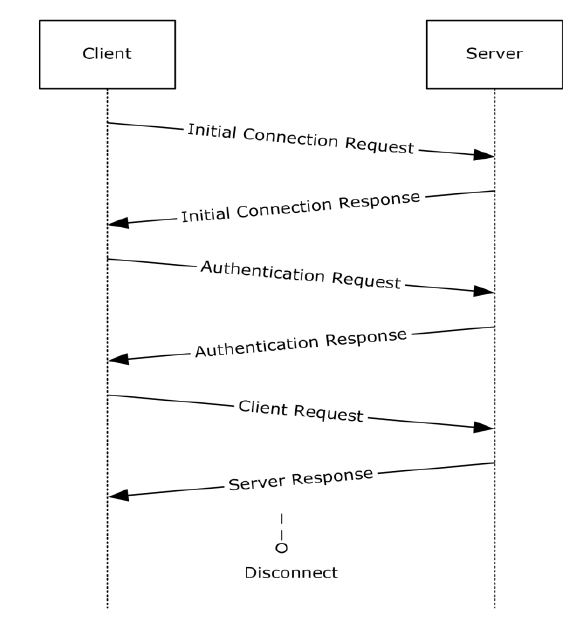 Client
Server
Initial Connection Request
Initial Connection Response
Authentication Request
Authentication Response
Client Request
Server Response
Disconnect